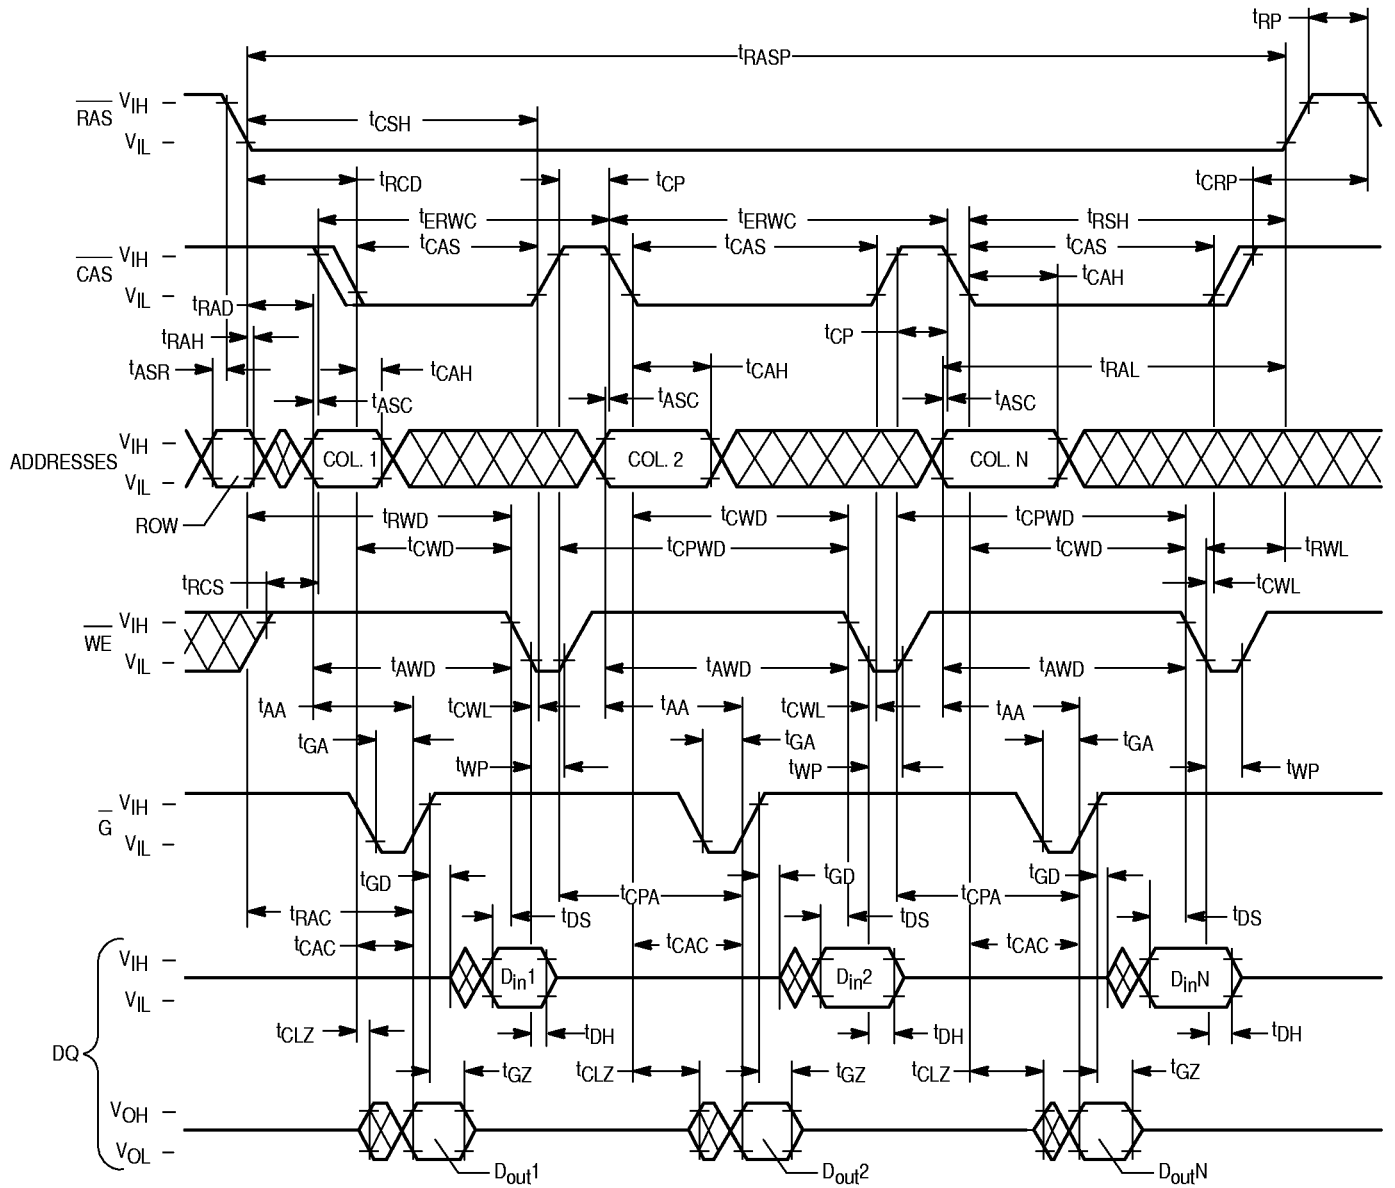 tRP
tRASP
RAS VIH
VIL
tCSH
tRCD tCP tCRP
tERWC tERWC tRSH
tCAS tCAS tCAS
CAS VIH
VIL
tCAH
tRAD
tRAH tCP
tASR tCAH tCAH tRAL
tASC tASC tASC
ADDRESSES VIH
VIL
COL. 1 COL. 2 COL. N
ROW
tRWD tCWD tCPWD
tCWD tCPWD tCWD tRWL
tRCS tCWL
WE VIH
VIL
tAWD tAWD tAWD
tAA tCWL tAA tCWL tAA
tGA tGA tGA
tWP tWP tWP
G VIH
VIL
tGD tGD tGD
tCPA tCPA
tRAC tDS tDS tDS
tCAC tCAC tCAC
DQ
VIH
VIL
Din1 Din2 DinN
tCLZ tDH tDH tDH
tGZ tCLZ tGZ tCLZ tGZ
VOH
VOL
Dout1 Dout2 DoutN